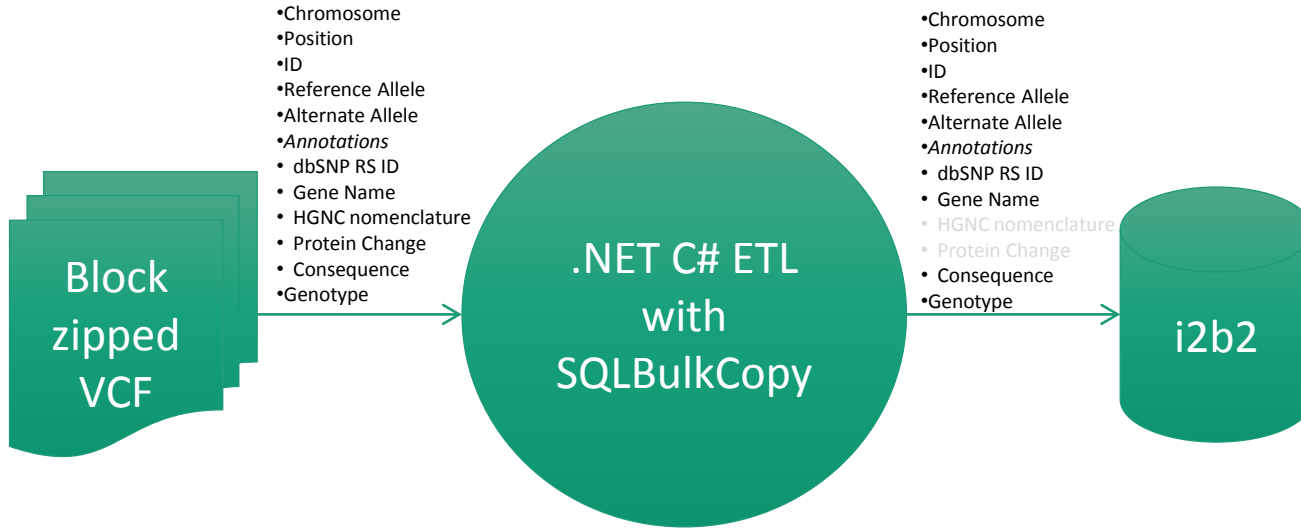 •Chromosome
•Position
•ID
•Reference Allele
•Alternate Allele
•Annotations
• dbSNP RS ID
• Gene Name
• HGNC nomenclature
• Protein Change
• Consequence
•Genotype
Block
zipped
VCF
.NET C# ETL
with
SQLBulkCopy
•Chromosome
•Position
•ID
•Reference Allele
•Alternate Allele
•Annotations
• dbSNP RS ID
• Gene Name
• HGNC nomenclature
• Protein Change
• Consequence
•Genotype
i2b2